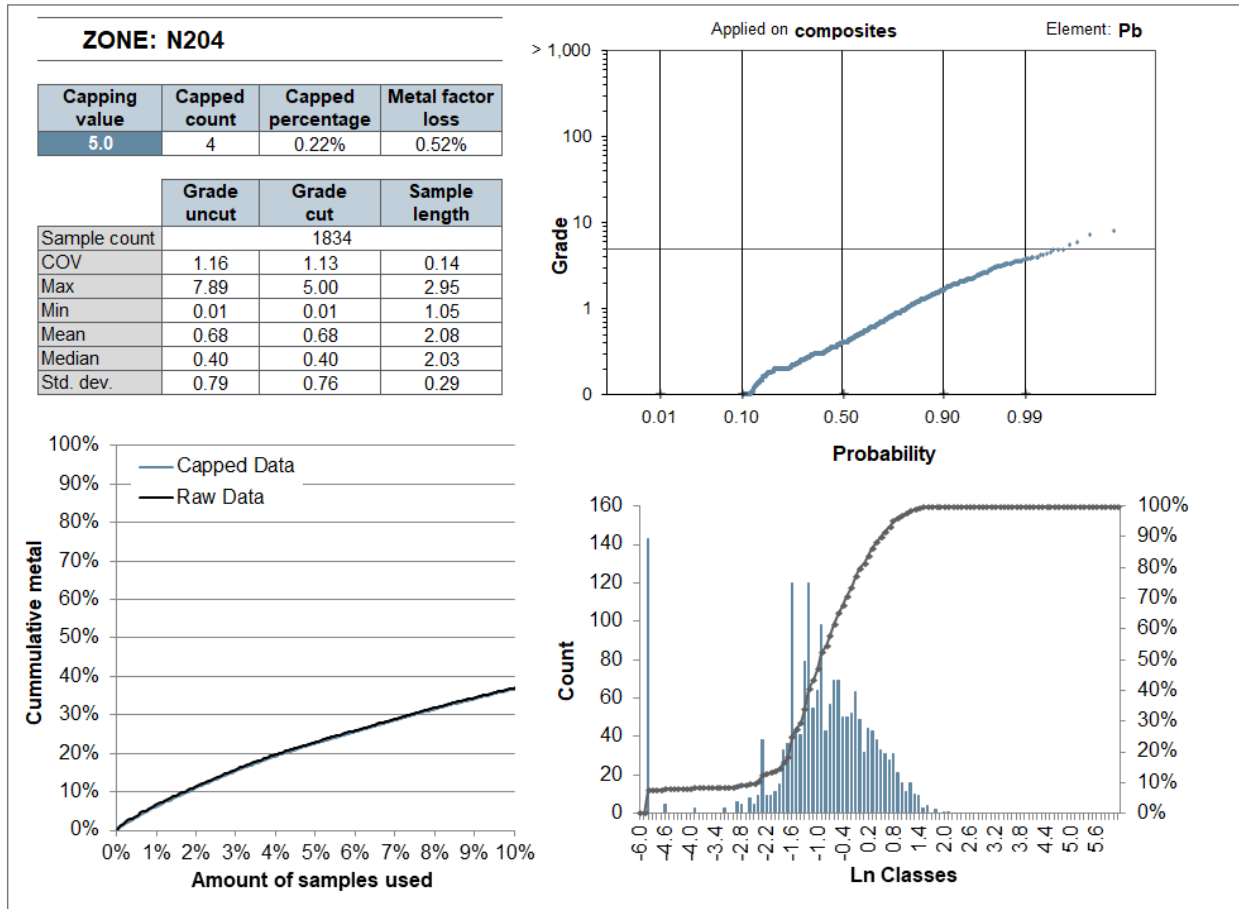 ZONE: N204
Capping value Capped count Capped percentage Metal factor loss
5.0 4 0.22% 0.52%
Grade uncut Grade cut Sample length
Sample count 1834
COV 1.16 1.13 0.14
Max 7.89 5.00 2.95
Min 0.01 0.01 1.05
Mean 0.68 0.68 2.08
Median 0.40 0.40 2.03
Std. dev. 0.79 0.76 0.29
Applied on composites Element: Pb
> 1,000
100
10
1
0
Grade
0.01 0.10 0.50 0.90 0.99
Probability
100%
90%
80%
70%
60%
50%
40%
30%
20%
10%
0%
Cummulative metal
Capped Data
Raw Data
0% 1% 2% 3% 4% 5% 6% 7% 8% 9% 10%
Amount of samples used
160
140
120
100
80
60
40
20
0
Count
100%
90%
80%
70%
60%
50%
40%
30%
20%
10%
0%
-6.0 -4.6 -4.0 -3.4 -2.8 -2.2 -1.6 -1.0 -0.4 0.2 0.8 1.4 2.0 2.6 3.2 3.8 4.4 5.0 5.6
Ln Classes